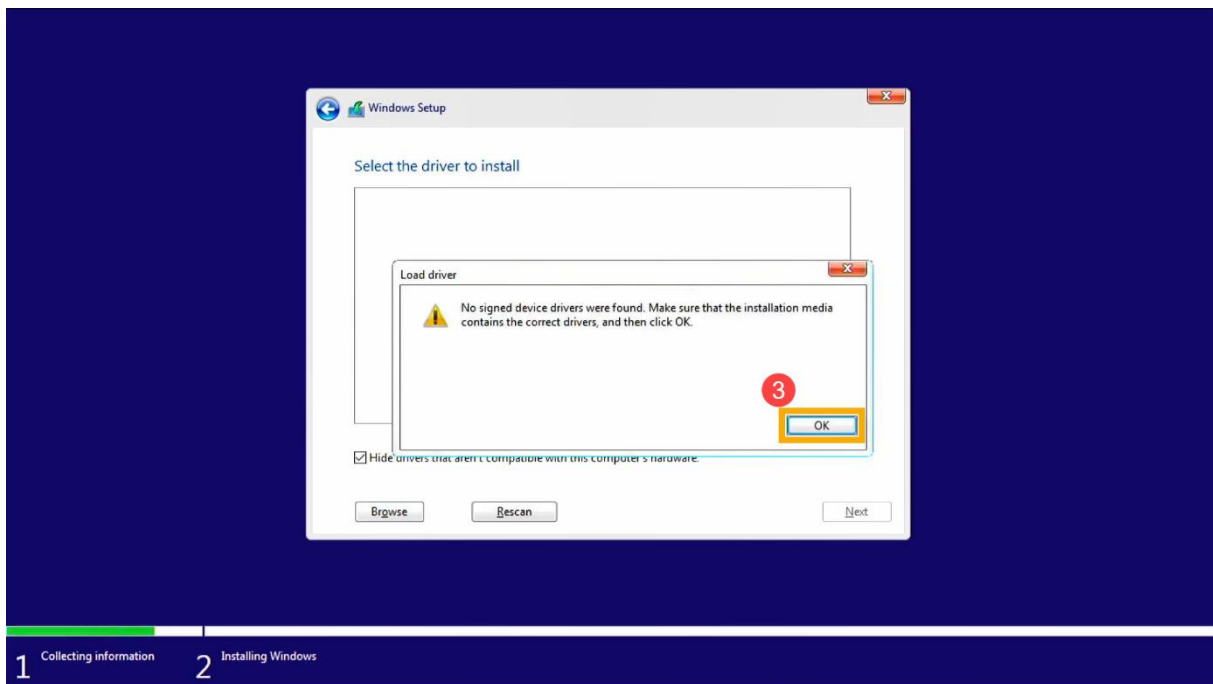 Windows Setup
Select the driver to install
Load driver
No signed device drivers were found. Make sure that the installation media
contains the correct drivers, and then click OK.
3
OK
Hide drivers that aren't compatible with this computer's hardware.
Browse
Rescan
Next
1 Collecting information
2 Installing Windows